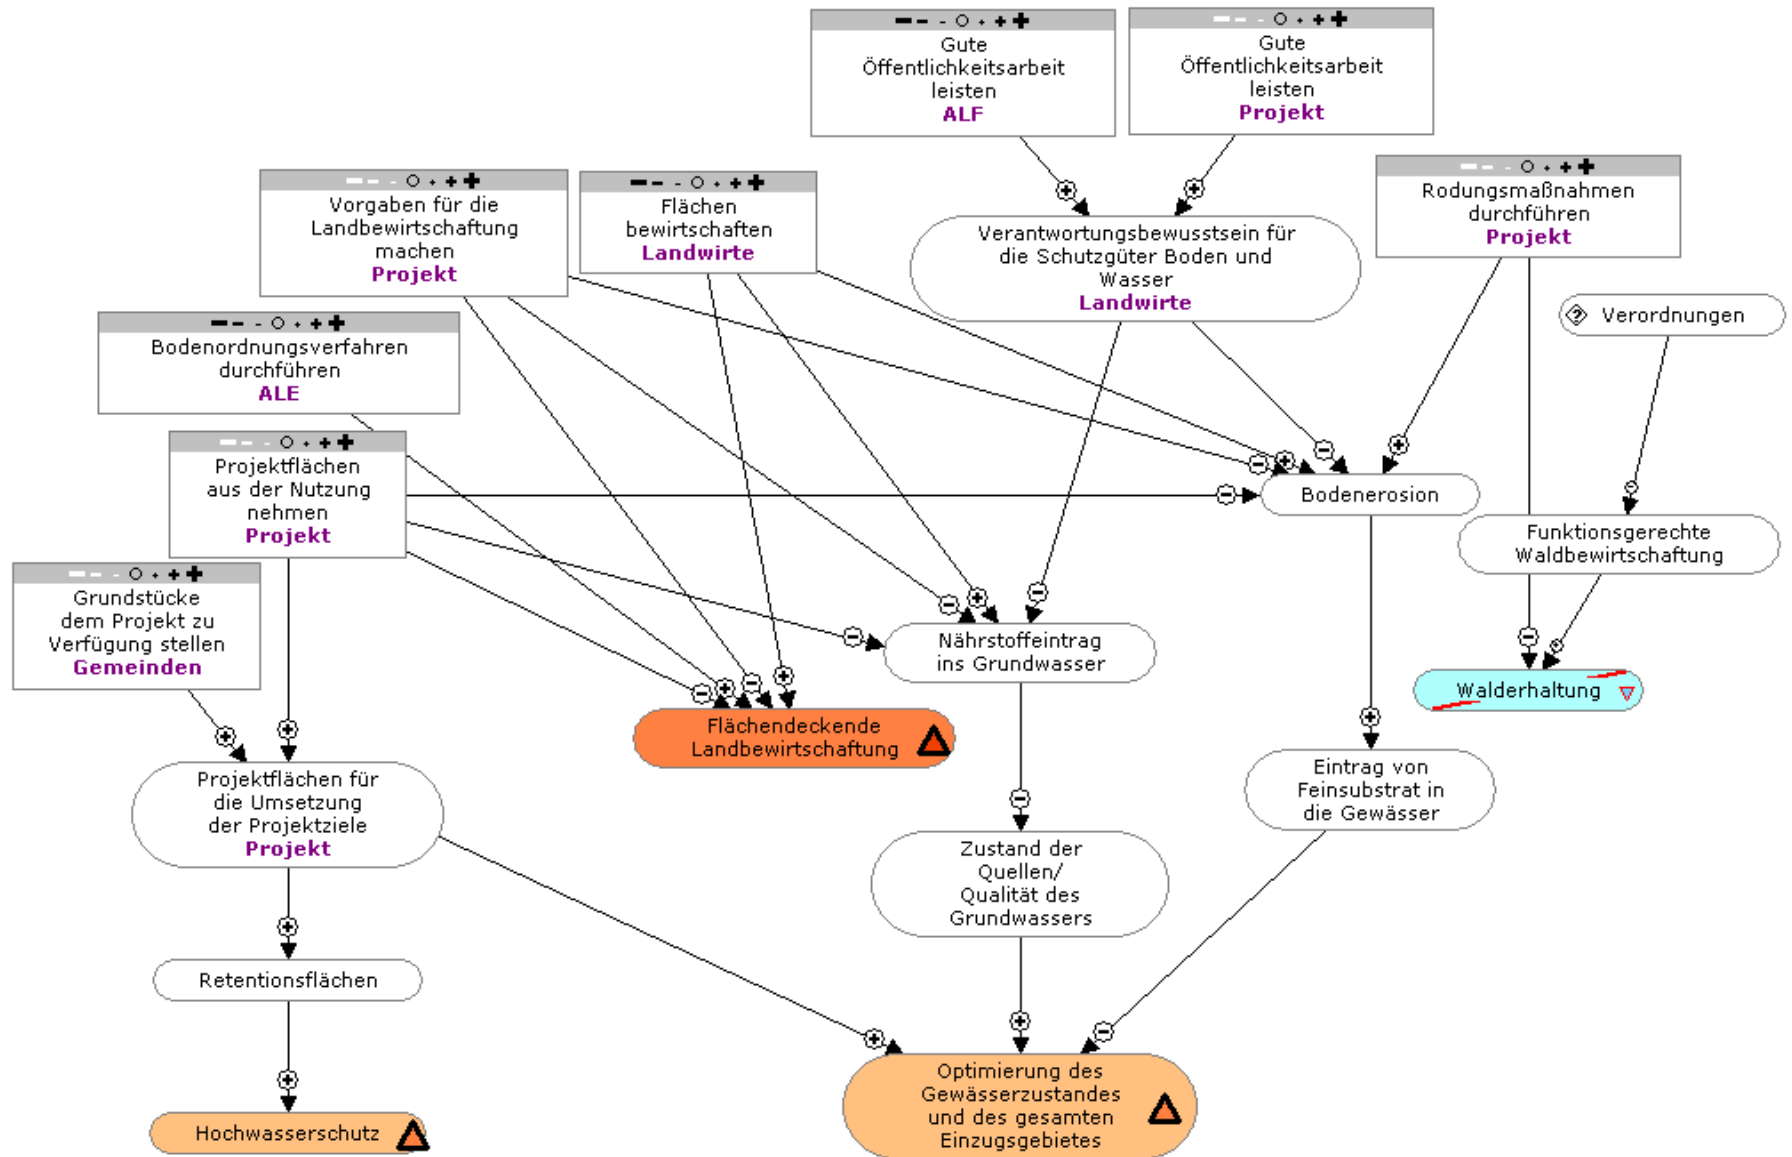 Gute
Öffentlichkeitsarbeit
leisten
ALF
Gute
Öffentlichkeitsarbeit
leisten
Projekt
Vorgaben für die
Landbewirtschaftung
machen
Projekt
Flächen
bewirtschaften
Landwirte
Rodungsmaßnahmen
durchführen
Projekt
Verantwortungsbewusstsein für
die Schutzgüter Boden und
Wasser
Landwirte
Verordnungen
Bodenordnungsverfahren
durchführen
ALE
Projektflächen
aus der Nutzung
nehmen
Projekt
Bodenerosion
Funktionsgerechte
Waldbewirtschaftung
Grundstücke
dem Projekt zu
Verfügung stellen
Gemeinden
Nährstoffeintrag
ins Grundwasser
Walderhaltung
Flächendeckende
Landbewirtschaftung
Projektflächen für
die Umsetzung
der Projektziele
Projekt
Eintrag von
Feinsubstrat in
die Gewässer
Zustand der
Quellen/
Qualität des
Grundwassers
Retentionsflächen
Hochwasserschutz
Optimierung des
Gewässerzustandes
und des gesamten
Einzugsgebietes